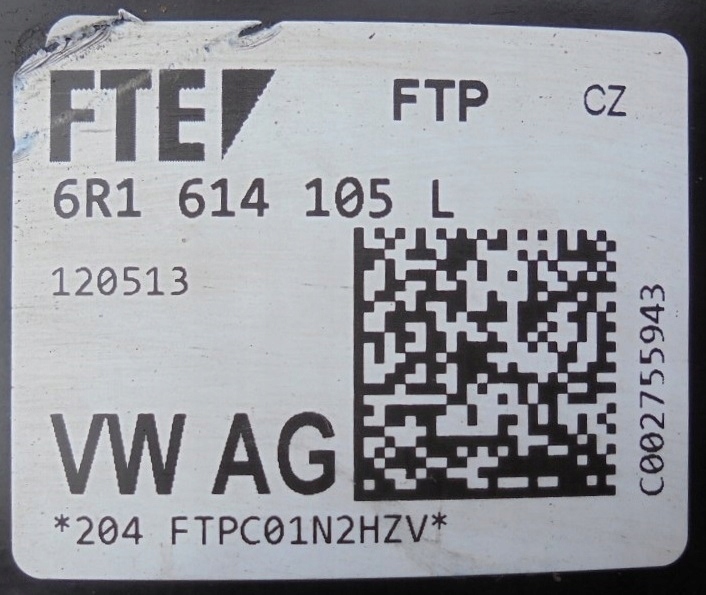 FTE FTP CZ
6R1 614 105 L
120513
C002755943
VW AG
*204 FTPC01N2HZV*